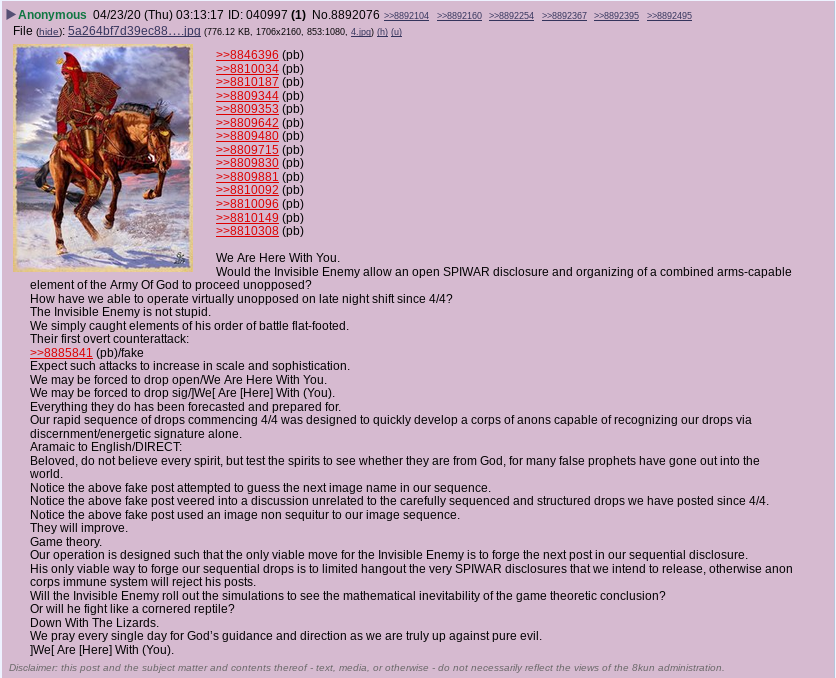 ▶Anonymous 04/23/20 (Thu) 03:13:17 ID: 040997 (1) No.8892076 >>8892104 >>8892160 >>8892254 >>8892367 >>8892395 >>8892495
File (hide): 5a264bf7d39ec88….jpg (776.12 KB, 1706x2160, 853:1080, 4.jpg) (h) (u)
>>8846396 (pb)
>>8810034 (pb)
>>8810187 (pb)
>>8809344 (pb)
>>8809353 (pb)
>>8809642 (pb)
>>8809480 (pb)
>>8809715 (pb)
>>8809830 (pb)
>>8809881 (pb)
>>8810092 (pb)
>>8810096 (pb)
>>8810149 (pb)
>>8810308 (pb)
We Are Here With You.
Would the Invisible Enemy allow an open SPIWAR disclosure and organizing of a combined arms-capable
element of the Army Of God to proceed unopposed?
How have we able to operate virtually unopposed on late night shift since 4/4?
The Invisible Enemy is not stupid.
We simply caught elements of his order of battle flat-footed.
Their first overt counterattack:
>>8885841 (pb)/fake
Expect such attacks to increase in scale and sophistication.
We may be forced to drop open/We Are Here With You.
We may be forced to drop sig/]We[ Are [Here] With (You).
Everything they do has been forecasted and prepared for.
Our rapid sequence of drops commencing 4/4 was designed to quickly develop a corps of anons capable of recognizing our drops via
discernment/energetic signature alone.
Aramaic to English/DIRECT:
Beloved, do not believe every spirit, but test the spirits to see whether they are from God, for many false prophets have gone out into the
world.
Notice the above fake post attempted to guess the next image name in our sequence.
Notice the above fake post veered into a discussion unrelated to the carefully sequenced and structured drops we have posted since 4/4.
Notice the above fake post used an image non sequitur to our image sequence.
They will improve.
Game theory.
Our operation is designed such that the only viable move for the Invisible Enemy is to forge the next post in our sequential disclosure.
His only viable way to forge our sequential drops is to limited hangout the very SPIWAR disclosures that we intend to release, otherwise anon
corps immune system will reject his posts.
Will the Invisible Enemy roll out the simulations to see the mathematical inevitability of the game theoretic conclusion?
Or will he fight like a cornered reptile?
Down With The Lizards.
We pray every single day for God's guidance and direction as we are truly up against pure evil.
]We[ Are [Here] With (You).
Disclaimer: this post and the subject matter and contents thereof - text, media, or otherwise - do not necessarily reflect the views of the 8kun administration.